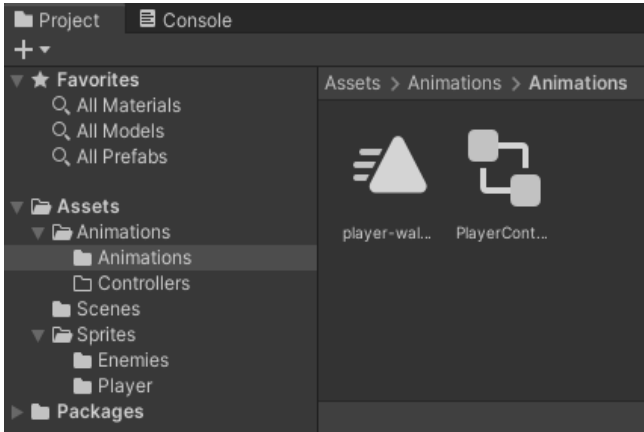 Project
Console
Favorites
All Materials
All Models
All Prefabs
Assets
Animations
Animations
Controllers
Scenes
Sprites
Enemies
Player
Packages
Assets > Animations > Animations
player-wal...
PlayerCont...